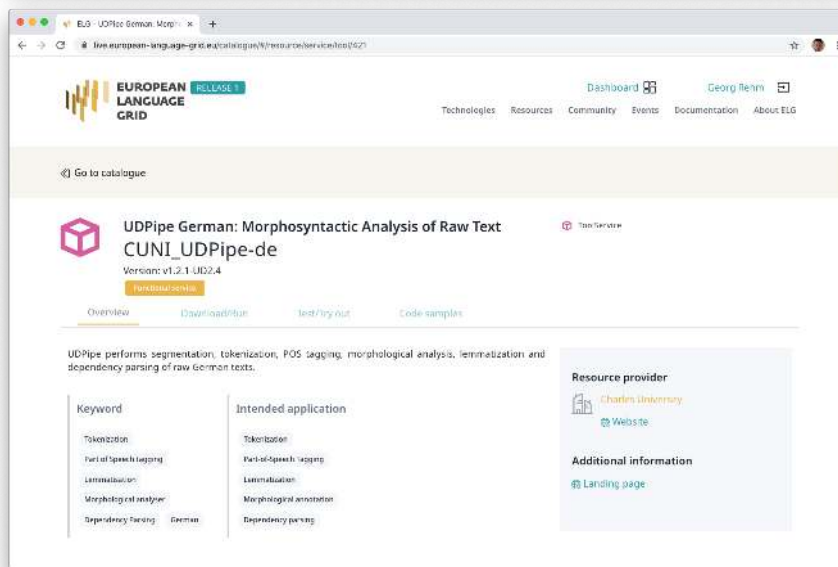 ELG - UDPipe German: Morph
live.european-language-grid.eu/catalogue/#/resource/service/tool/421
EUROPEAN LANGUAGE GRID
RELEASE 1
Dashboard
Georg Rehm
Technologies Resources Community Events Documentation About ELG
Go to catalogue
UDPipe German: Morphosyntactic Analysis of Raw Text
Tool Service
CUNI_UDPipe-de
Version: v1.2.1-UD2.4
Functional service
Overview Download/Run Test/Try out Code samples
UDPipe performs segmentation, tokenization, POS tagging, morphological analysis, lemmatization and
dependency parsing of raw German texts.
Keyword
Tokenization
Part of Speech tagging
Lemmatisation
Morphological analyser
Dependency Parsing German
Intended application
Tokenization
Part-of-Speech Tagging
Lemmatization
Morphological annotation
Dependency parsing
Resource provider
Charles University
Website
Additional information
Landing page